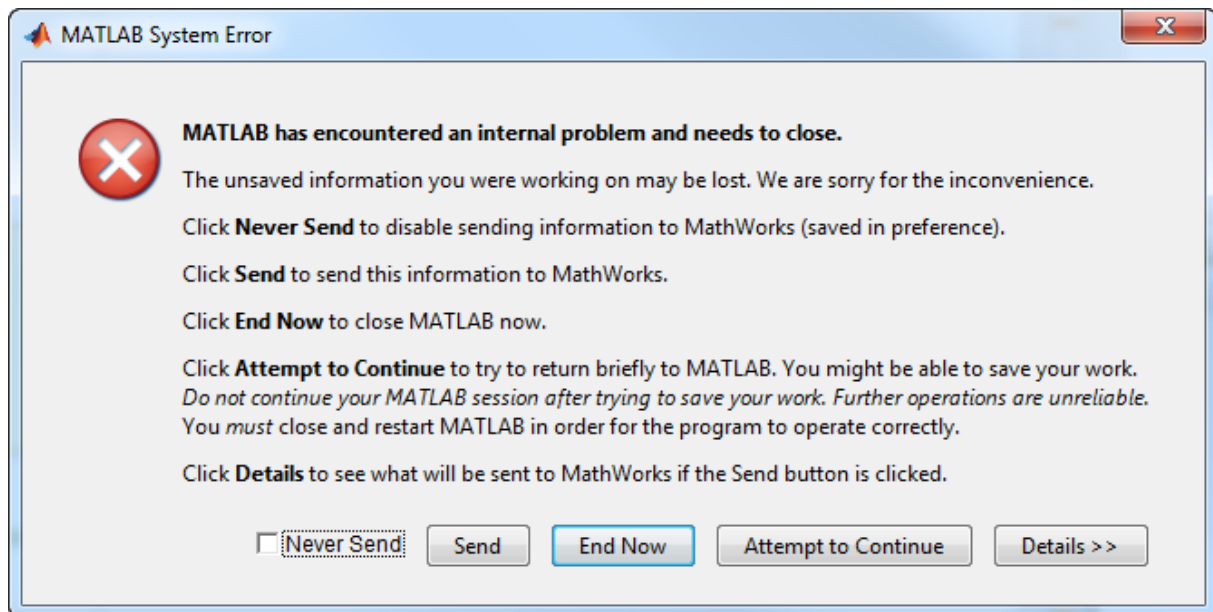 MATLAB System Error
MATLAB has encountered an internal problem and needs to close.
The unsaved information you were working on may be lost. We are sorry for the inconvenience.
Click Never Send to disable sending information to MathWorks (saved in preference).
Click Send to send this information to MathWorks.
Click End Now to close MATLAB now.
Click Attempt to Continue to try to return briefly to MATLAB. You might be able to save your work.
Do not continue your MATLAB session after trying to save your work. Further operations are unreliable.
You must close and restart MATLAB in order for the program to operate correctly.
Click Details to see what will be sent to MathWorks if the Send button is clicked.
Never Send Send End Now Attempt to Continue Details >>